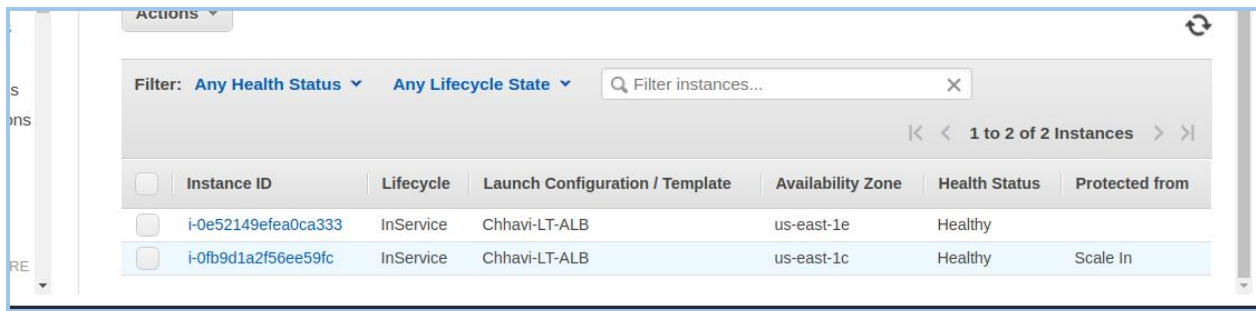 Actions
s
Filter: Any Health Status Any Lifecycle State Filter instances...
ons
1 to 2 of 2 Instances
Instance ID Lifecycle Launch Configuration / Template Availability Zone Health Status Protected from
i-0e52149efea0ca333 InService Chhavi-LT-ALB us-east-1e Healthy
i-0fb9d1a2f56ee59fc InService Chhavi-LT-ALB us-east-1c Healthy Scale In
RE